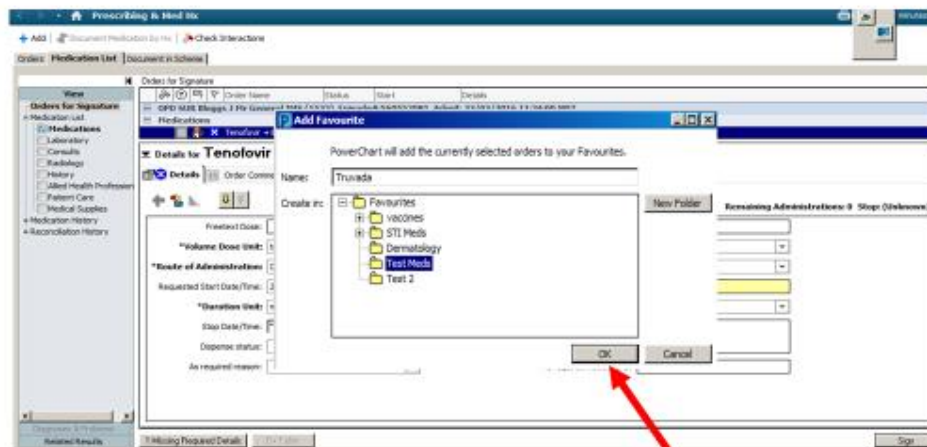 Prescribing & Med Hx
minutes
Add Document Medication by Hx Check Interactions
Orders Medication List Document in Scheme
Orders for Signature
View
Orders for Signature
Medication List
Medications
Laboratory
Consults
Radiology
History
Allied Health Profession
Patient Care
Medical Supplies
Medication History
Reconciliation History
Related Results
Order Name Status Start Details
Medications
Tenofovir
Details for Tenofovir
Details Order Comme
Remaining Administrations: 0 Stop: (Unknown)
Freetext Dose:
*Volume Dose Unit:
*Route of Administration:
Requested Start Date/Time:
*Duration Unit:
Stop Date/Time:
Dispense status:
As required reason:
Add Favourite
PowerChart will add the currently selected orders to your Favourites.
Name: Truvada
Create in:
Favourites
vaccines
STI Meds
Dermatology
Test Meds
Test 2
New Folder
OK Cancel
? Missing Required Details
Sign